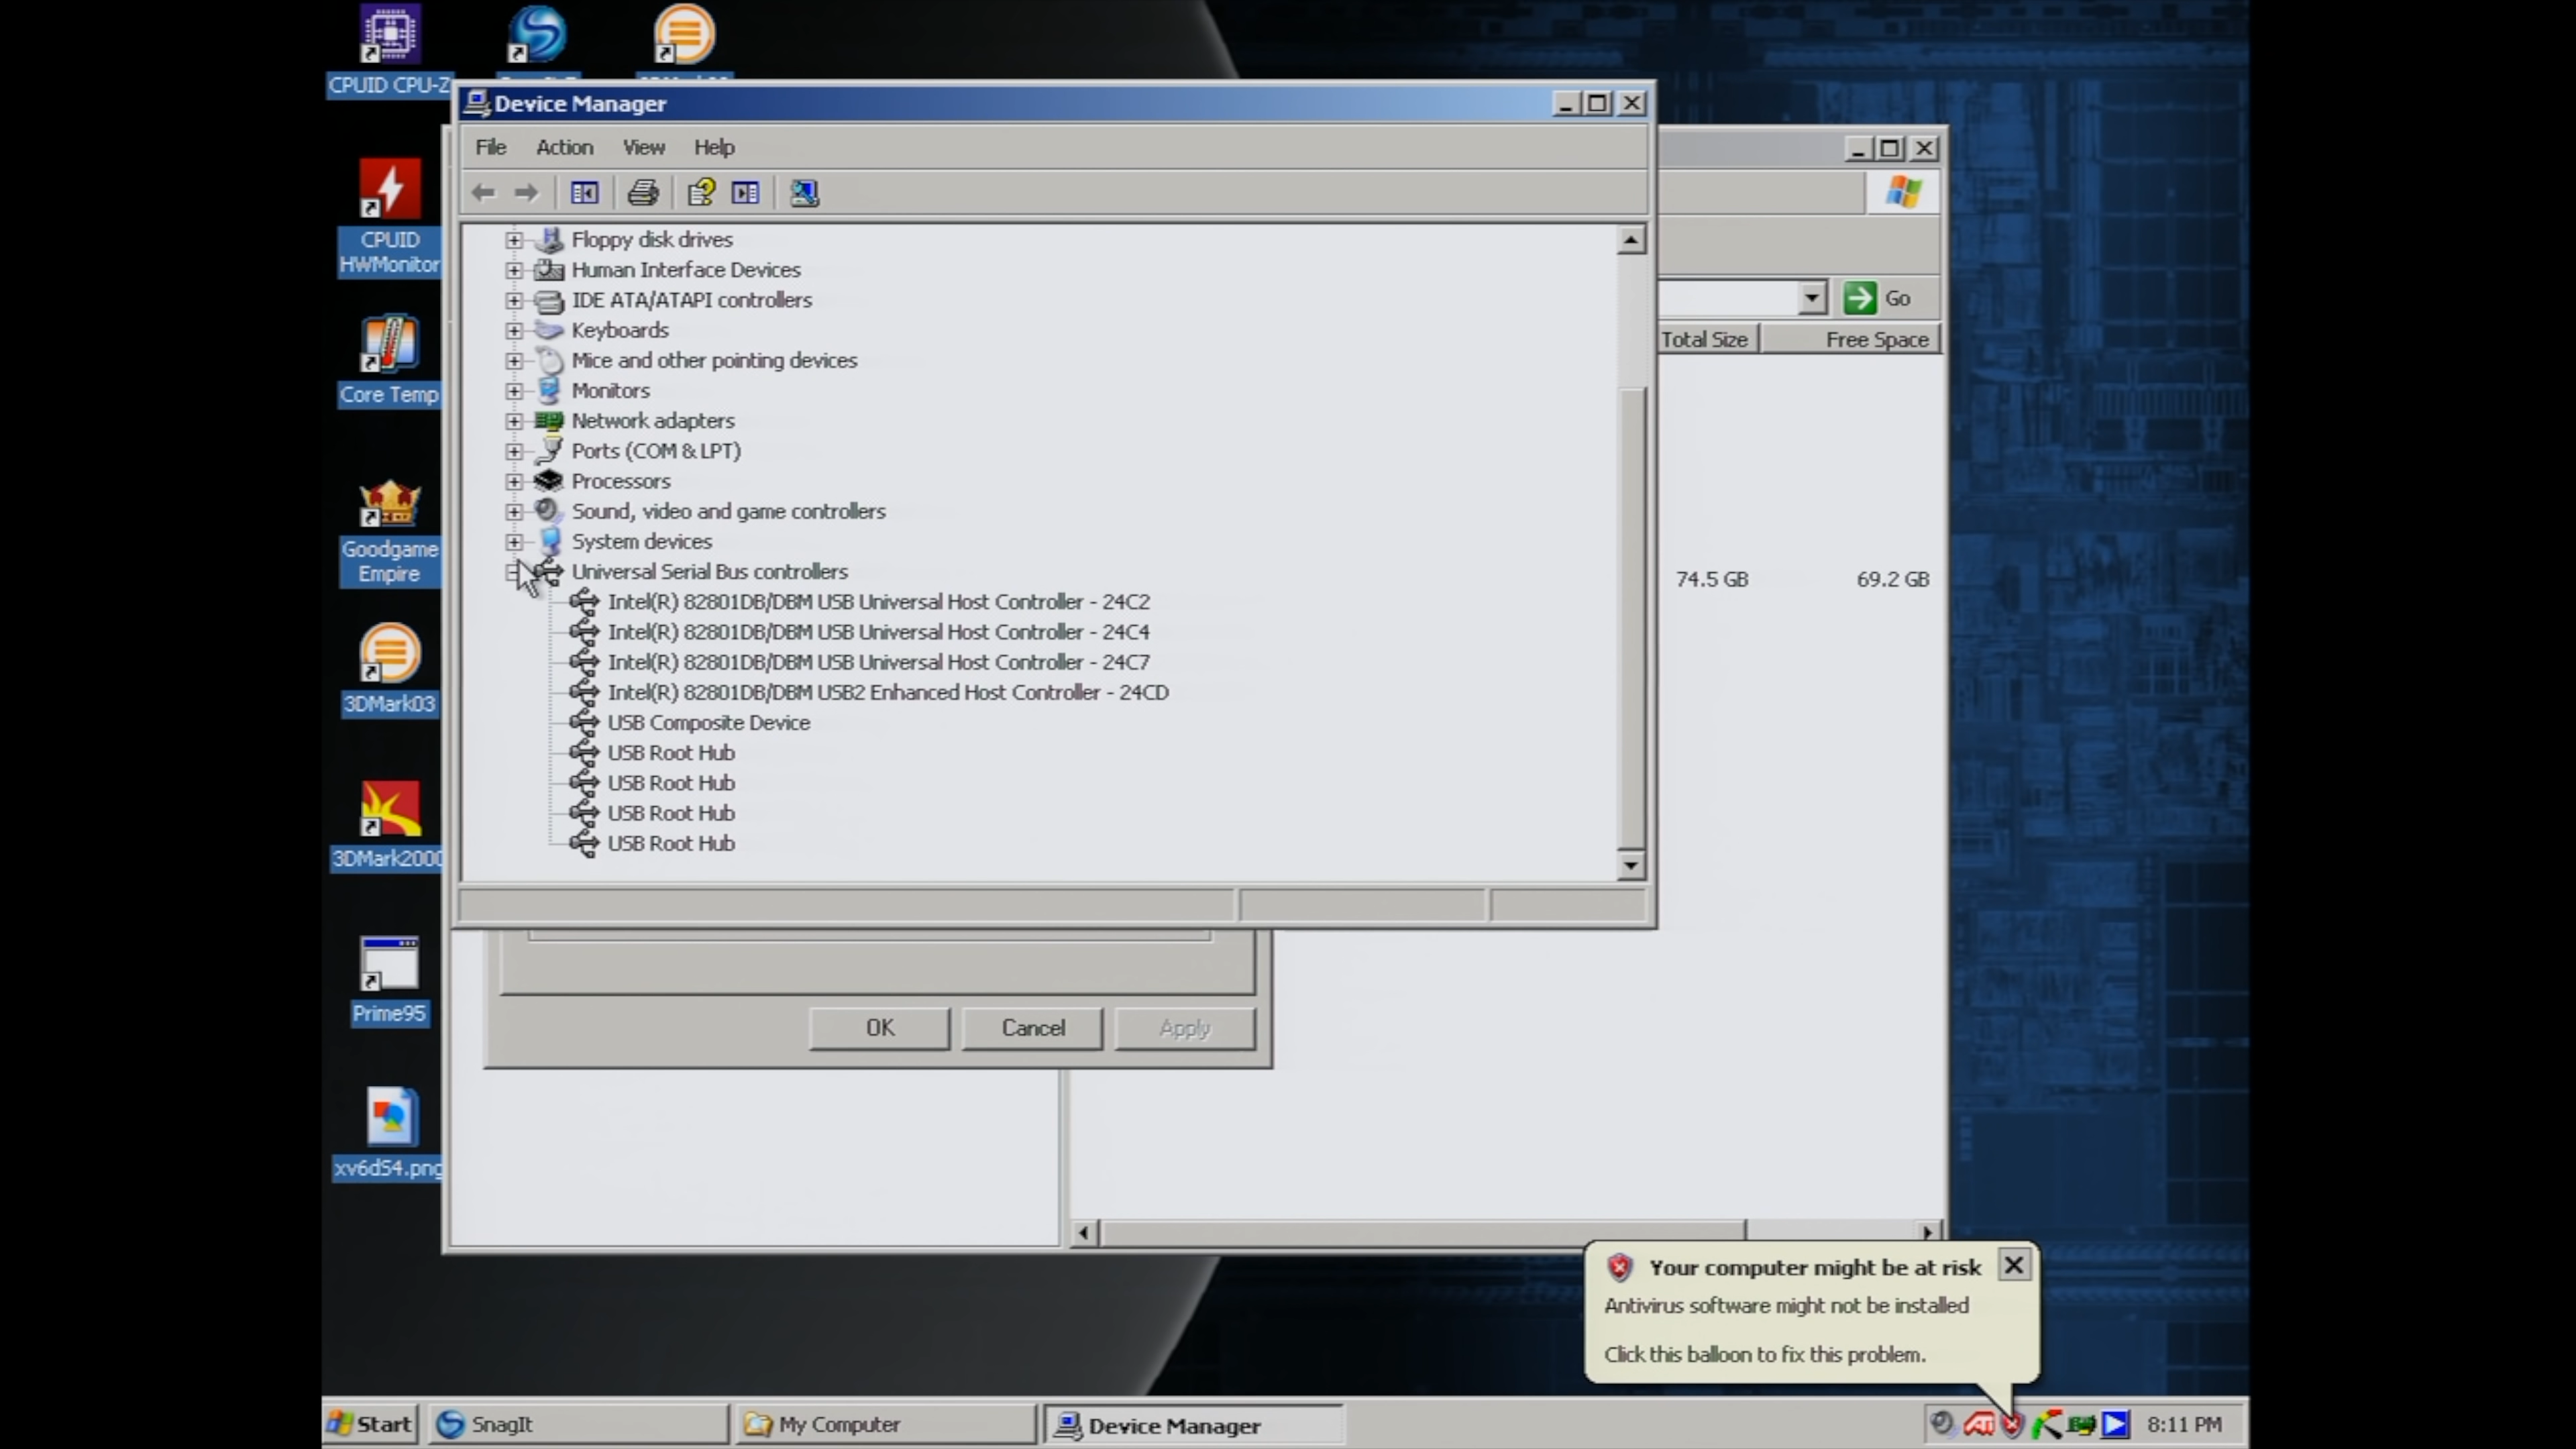 CPUID CPU-Z
Device Manager
File Action View Help
CPUID
HWMonitor
Floppy disk drives
Human Interface Devices
IDE ATA/ATAPI controllers
Keyboards
Mice and other pointing devices
Monitors
Network adapters
Ports (COM & LPT)
Processors
Sound, video and game controllers
System devices
Universal Serial Bus controllers
Intel(R) 82801DB/DBM USB Universal Host Controller - 24C2
Intel(R) 82801DB/DBM USB Universal Host Controller - 24C4
Intel(R) 82801DB/DBM USB Universal Host Controller - 24C7
Intel(R) 82801DB/DBM USB2 Enhanced Host Controller - 24CD
USB Composite Device
USB Root Hub
USB Root Hub
USB Root Hub
USB Root Hub
Go
Total Size Free Space
74.5 GB 69.2 GB
Core Temp
Goodgame
Empire
3DMark03
3DMark2000
Prime95
xv6d54.png
OK Cancel Apply
Your computer might be at risk
Antivirus software might not be installed
Click this balloon to fix this problem.
Start SnagIt My Computer Device Manager 8:11 PM